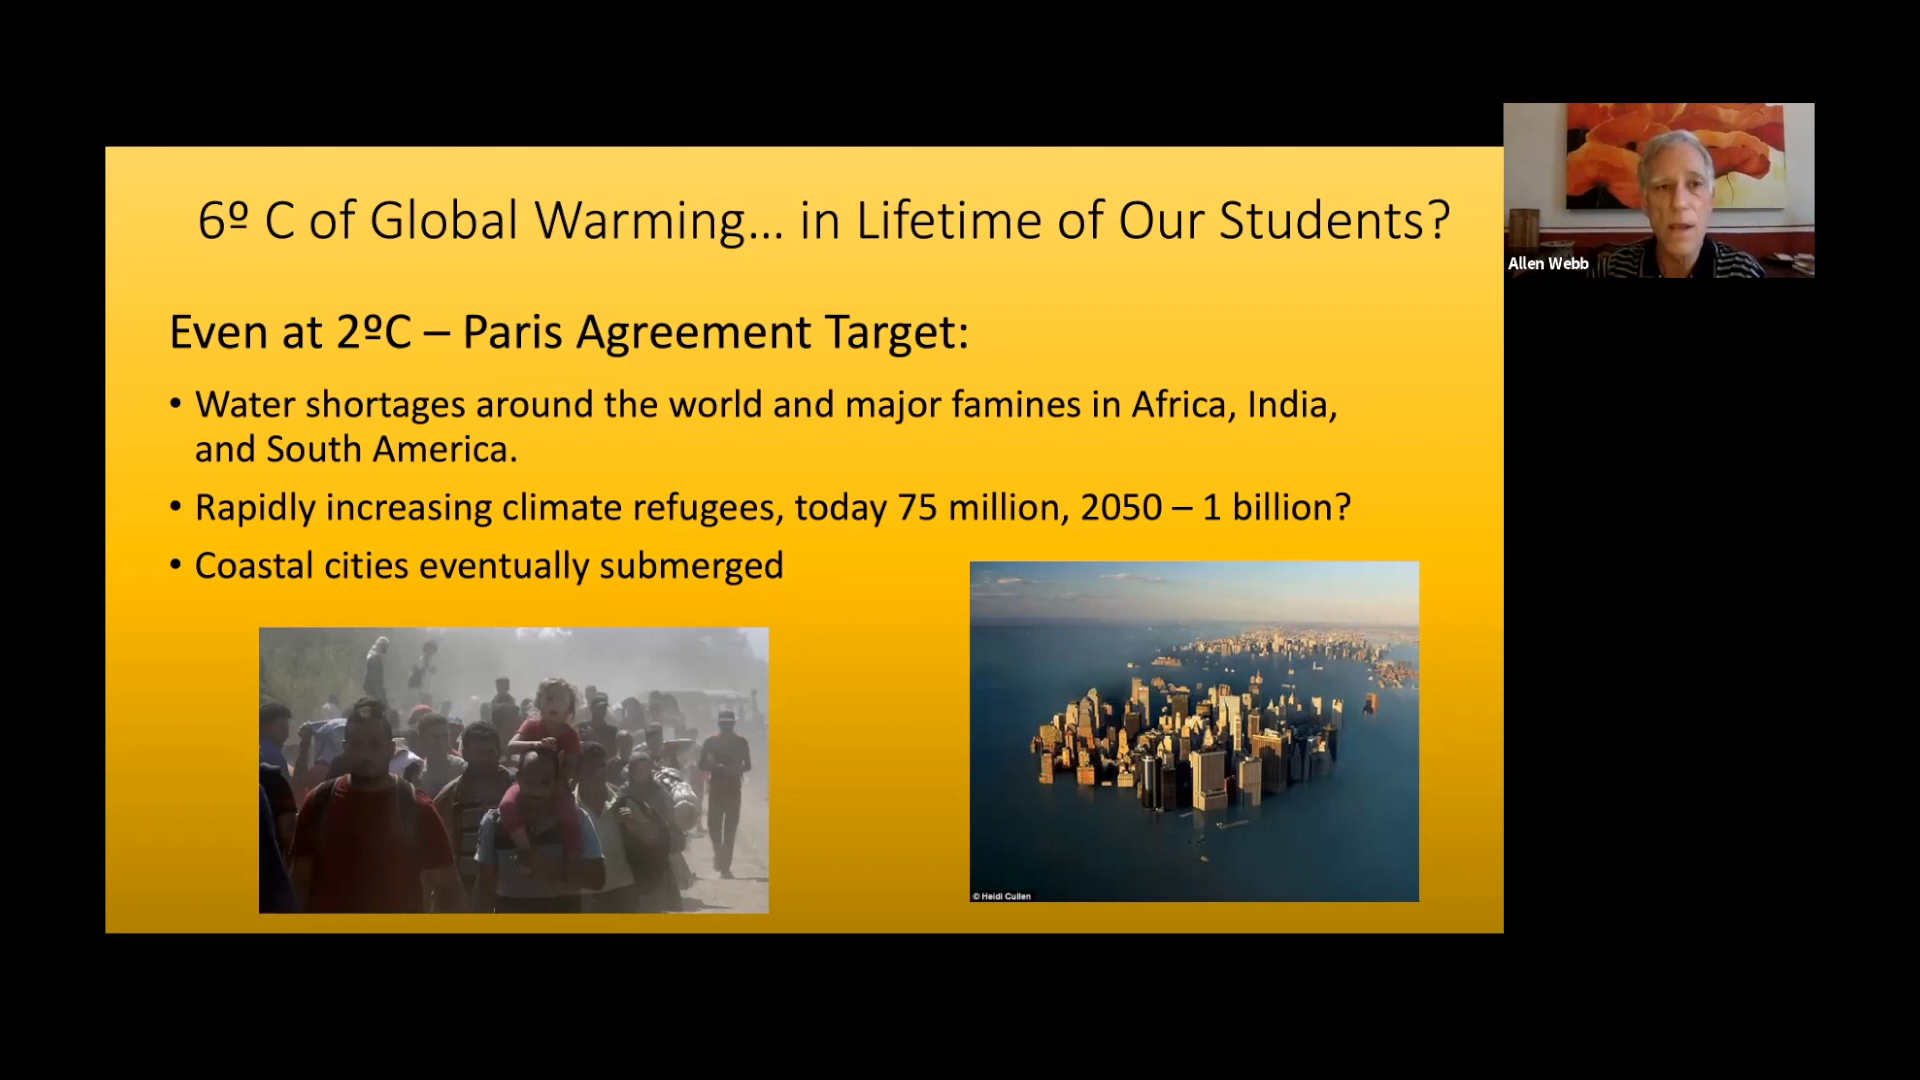 6º C of Global Warming... in Lifetime of Our Students?
Even at 2ºC – Paris Agreement Target:
• Water shortages around the world and major famines in Africa, India,
and South America.
• Rapidly increasing climate refugees, today 75 million, 2050 – 1 billion?
• Coastal cities eventually submerged
© Heidi Cullen
Allen Webb